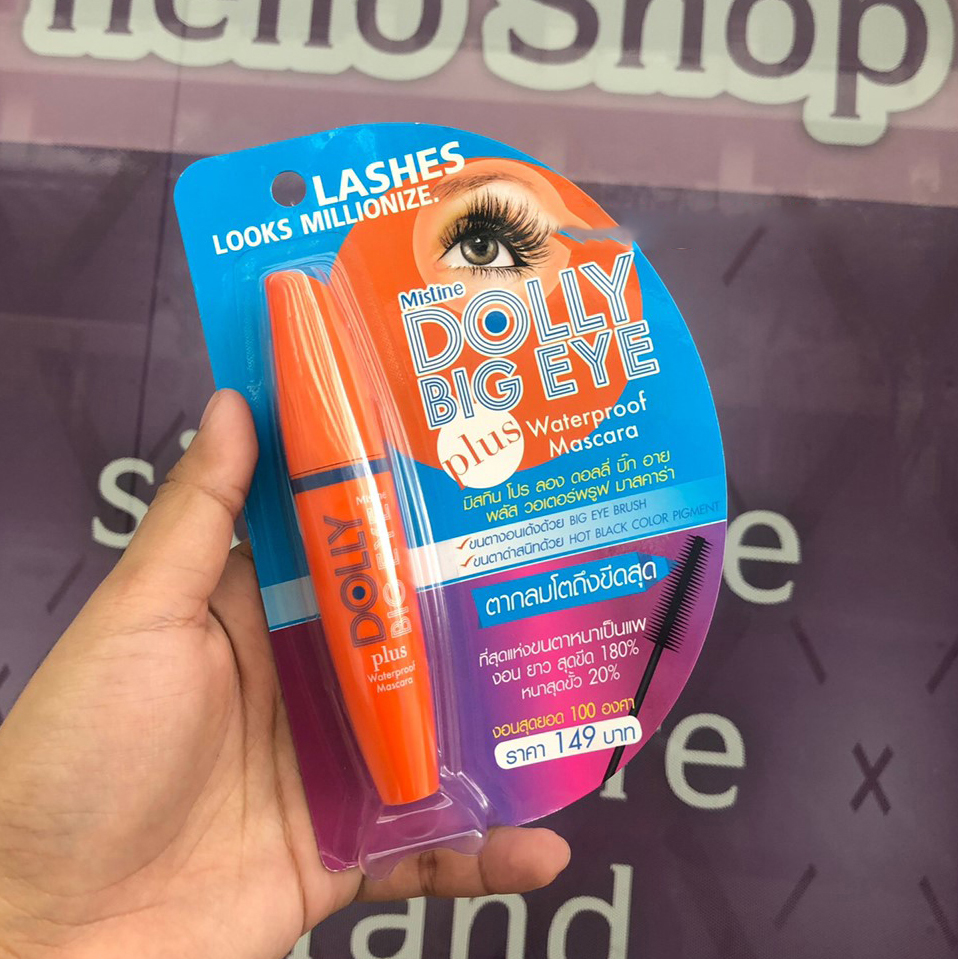 hello Shop
LASHES
LOOKS MILLIONIZE.
Mistine
DOLLY
BIG EYE
plus Waterproof
Mascara
มิสทิน โปร ลอง ดอลลี่ บิ๊ก อาย
พลัส วอเตอร์พรูฟ มาสคาร่า
ขนตางอนเด้งด้วย BIG EYE BRUSH
ขนตาดำสนิทด้วย HOT BLACK COLOR PIGMENT
ตากลมโตถึงขีดสุด
ที่สุดแห่งขนตาหนาเป็นแพ
งอน ยาว สุดขีด 180%
หนาสุดขั้ว 20%
งอนสุดยอด 100 องศา
ราคา 149 บาท
Mistine
DOLLY
BIG EYE
plus
Waterproof
Mascara